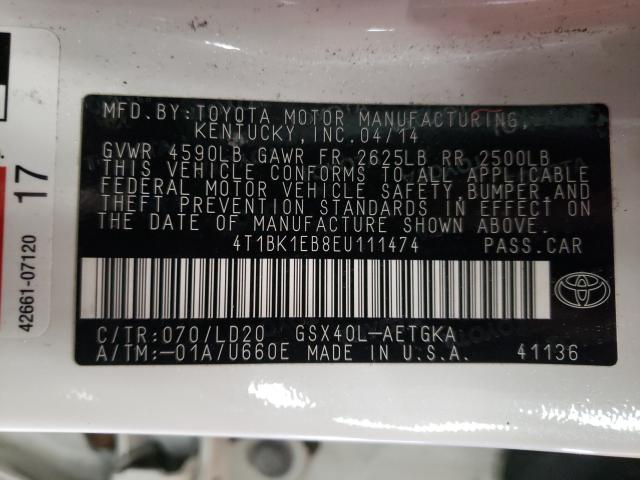 MFD.BY:TOYOTA MOTOR MANUFACTURING,
KENTUCKY,INC.04/14
GVWR 4590LB GAWR FR 2625LB RR 2500LB
THIS VEHICLE CONFORMS TO ALL APPLICABLE
FEDERAL MOTOR VEHICLE SAFETY,BUMPER,AND
THEFT PREVENTION STANDARDS IN EFFECT ON
THE DATE OF MANUFACTURE SHOWN ABOVE.
4T1BK1EB8EU111474 PASS.CAR
C/TR:070/LD20 GSX40L-AETGKA
A/TM:-01A/U660E MADE IN U.S.A. 41136
17
42661-07120